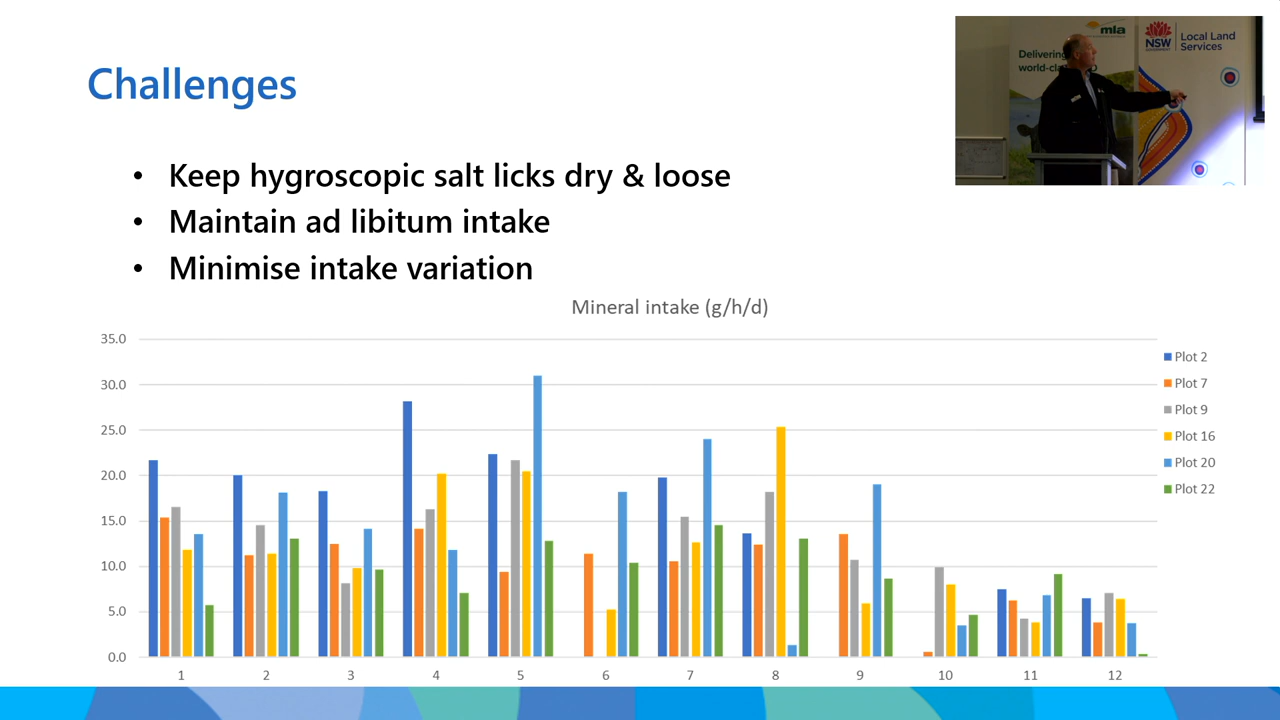 Challenges
• Keep hygroscopic salt licks dry & loose
• Maintain ad libitum intake
• Minimise intake variation
mla
Delivering
NSW
GOVERNMENT
Local Land
Services
Mineral intake (g/h/d)
35.0
30.0
25.0
20.0
15.0
10.0
5.0
0.0
1 2 3 4 5 6 7 8 9 10 11 12
Plot 2
Plot 7
Plot 9
Plot 16
Plot 20
Plot 22